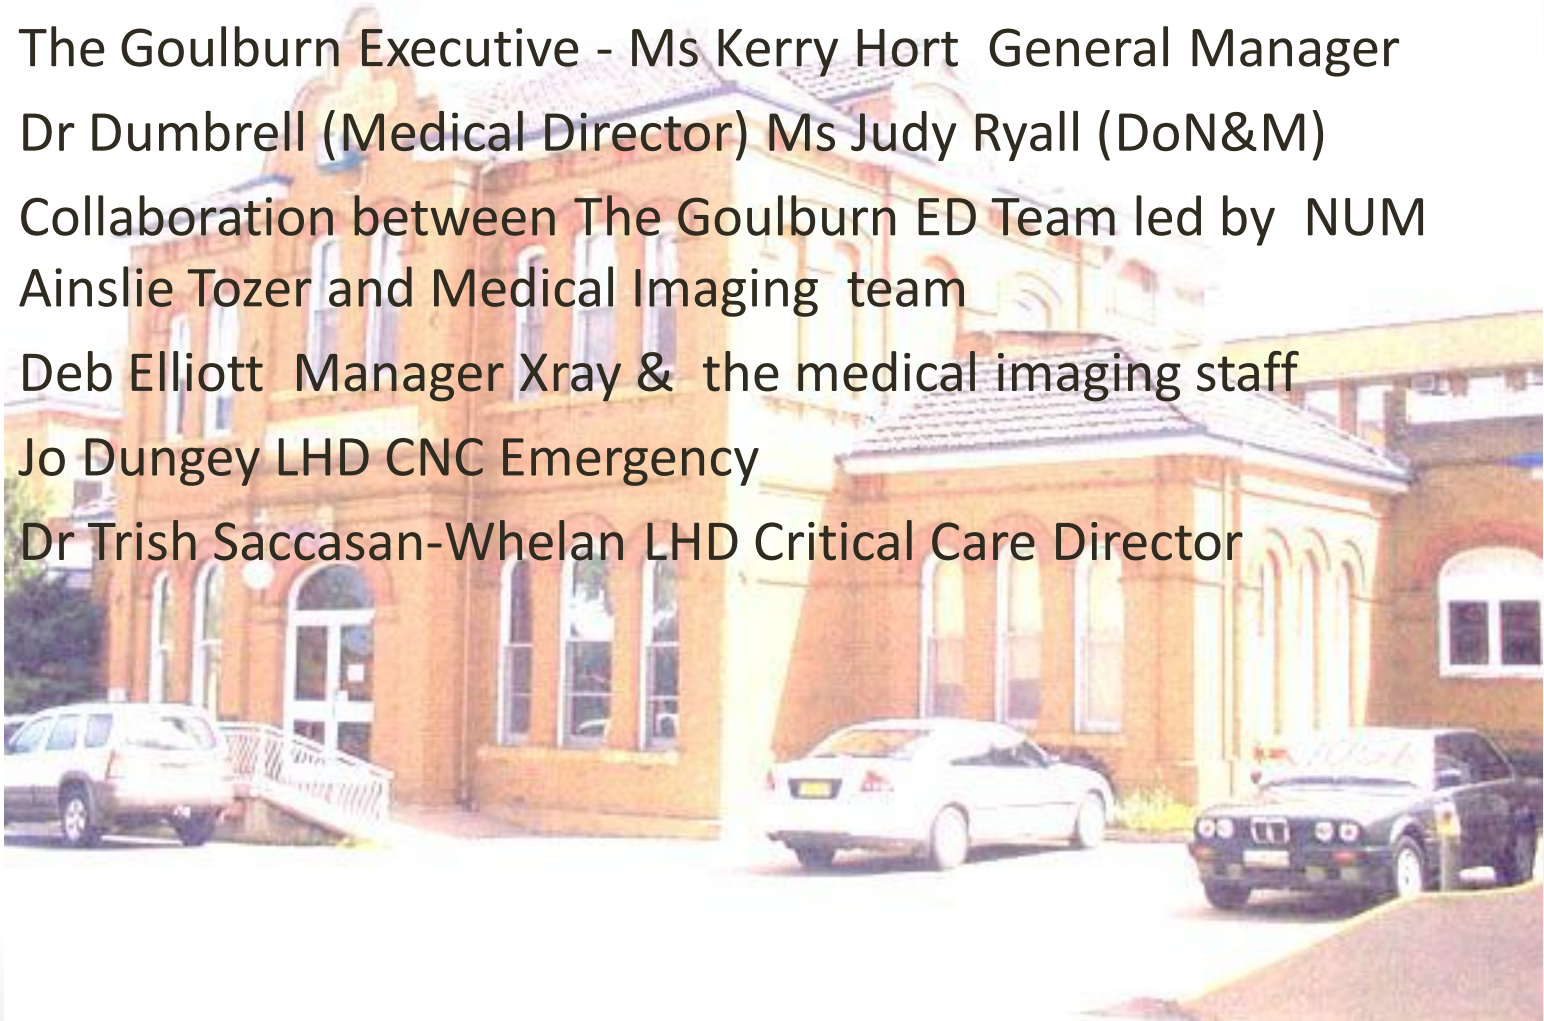 The Goulburn Executive - Ms Kerry Hort  General Manager
Dr Dumbrell (Medical Director) Ms Judy Ryall (DoN&M)
Collaboration between The Goulburn ED Team led by  NUM
Ainslie Tozer and Medical Imaging  team
Deb Elliott  Manager Xray &  the medical imaging staff
Jo Dungey LHD CNC Emergency
Dr Trish Saccasan-Whelan LHD Critical Care Director